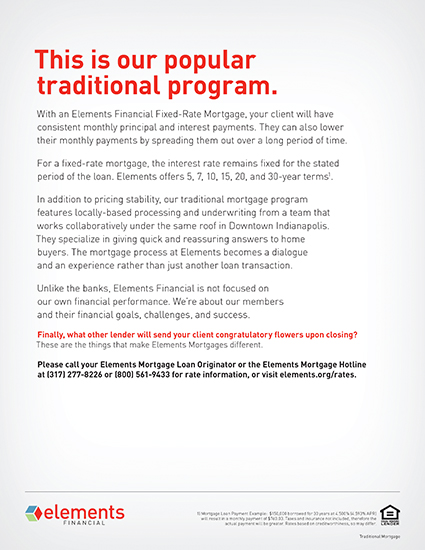 This is our popular
traditional program.
With an Elements Financial Fixed-Rate Mortgage, your client will have
consistent monthly principal and interest payments. They can also lower
their monthly payments by spreading them out over a long period of time.
For a fixed-rate mortgage, the interest rate remains fixed for the stated
period of the loan. Elements offers 5, 7, 10, 15, 20, and 30-year terms¹.
In addition to pricing stability, our traditional mortgage program
features locally-based processing and underwriting from a team that
works collaboratively under the same roof in Downtown Indianapolis.
They specialize in giving quick and reassuring answers to home
buyers. The mortgage process at Elements becomes a dialogue
and an experience rather than just another loan transaction.
Unlike the banks, Elements Financial is not focused on
our own financial performance. We're about our members
and their financial goals, challenges, and success.
Finally, what other lender will send your client congratulatory flowers upon closing?
These are the things that make Elements Mortgages different.
Please call your Elements Mortgage Loan Originator or the Elements Mortgage Hotline
at (317) 277-8226 or (800) 561-9433 for rate information, or visit elements.org/rates.
elements
FINANCIAL
1) Mortgage Loan Payment Example: $150,000 borrowed for 30 years at
will result in a monthly payment of Taxes and insurance not included, therefore the
actual payment will be greater. Rates based on creditworthiness, so may differ.
LENDER
Traditional Mortgage